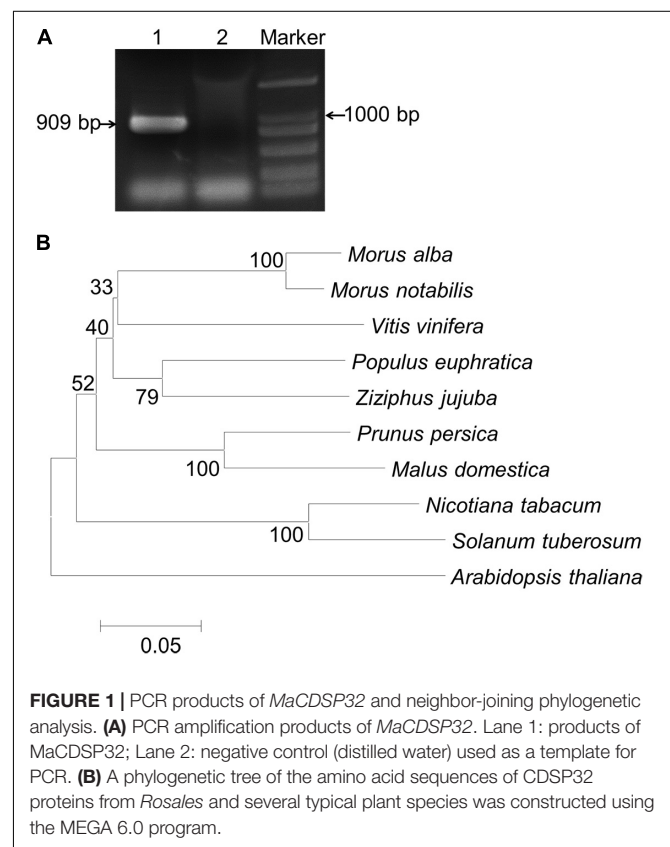 A
1 2 Marker
909 bp→
←1000 bp
B
100
Morus alba
Morus notabilis
33
Vitis vinifera
40
Populus euphratica
79
Ziziphus jujuba
52
Prunus persica
100
Malus domestica
Nicotiana tabacum
100
Solanum tuberosum
Arabidopsis thaliana
0.05
FIGURE 1 | PCR products of MaCDSP32 and neighbor-joining phylogenetic
analysis. (A) PCR amplification products of MaCDSP32. Lane 1: products of
MaCDSP32; Lane 2: negative control (distilled water) used as a template for
PCR. (B) A phylogenetic tree of the amino acid sequences of CDSP32
proteins from Rosales and several typical plant species was constructed using
the MEGA 6.0 program.